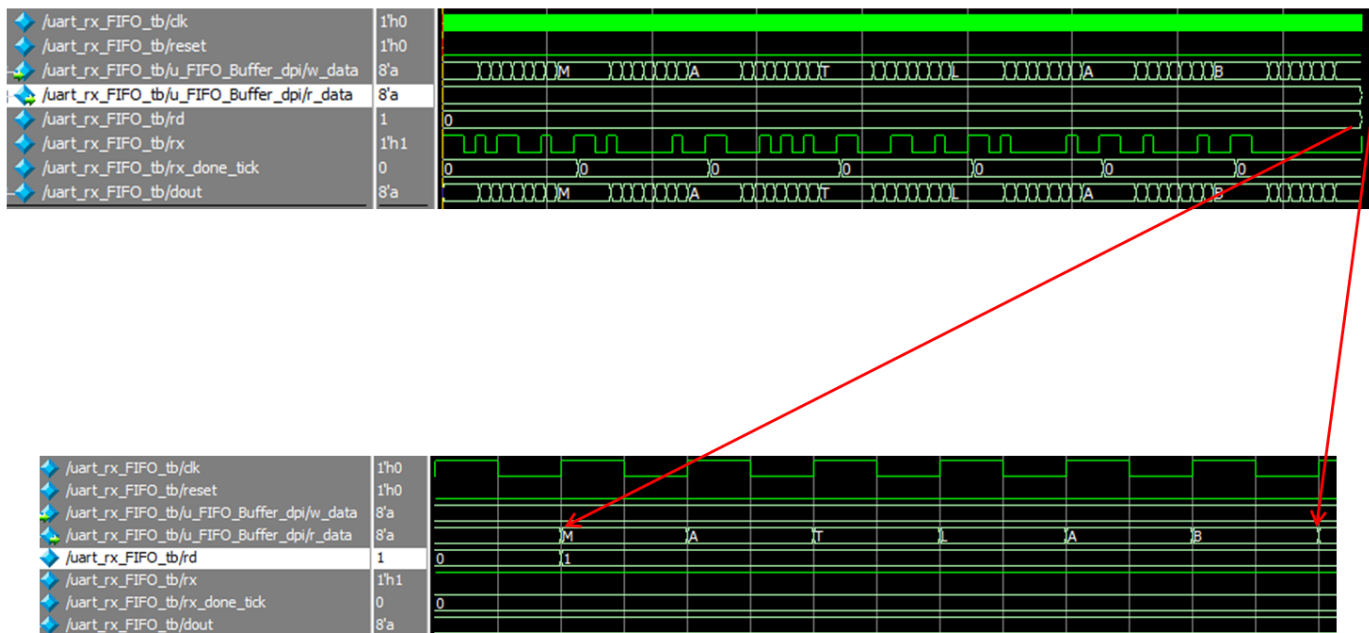 /uart_rx_FIFO_tb/clk 1'h0
/uart_rx_FIFO_tb/reset 1'h0
/uart_rx_FIFO_tb/u_FIFO_Buffer_dpi/w_data 8'a M A T L A B
/uart_rx_FIFO_tb/u_FIFO_Buffer_dpi/r_data 8'a
/uart_rx_FIFO_tb/rd 1 0
/uart_rx_FIFO_tb/rx 1'h1
/uart_rx_FIFO_tb/rx_done_tick 0 0 0 0 0 0 0 0
/uart_rx_FIFO_tb/dout 8'a M A T L A B
/uart_rx_FIFO_tb/clk 1'h0
/uart_rx_FIFO_tb/reset 1'h0
/uart_rx_FIFO_tb/u_FIFO_Buffer_dpi/w_data 8'a
/uart_rx_FIFO_tb/u_FIFO_Buffer_dpi/r_data 8'a M A T L A B
/uart_rx_FIFO_tb/rd 1 0 1
/uart_rx_FIFO_tb/rx 1'h1
/uart_rx_FIFO_tb/rx_done_tick 0 0
/uart_rx_FIFO_tb/dout 8'a